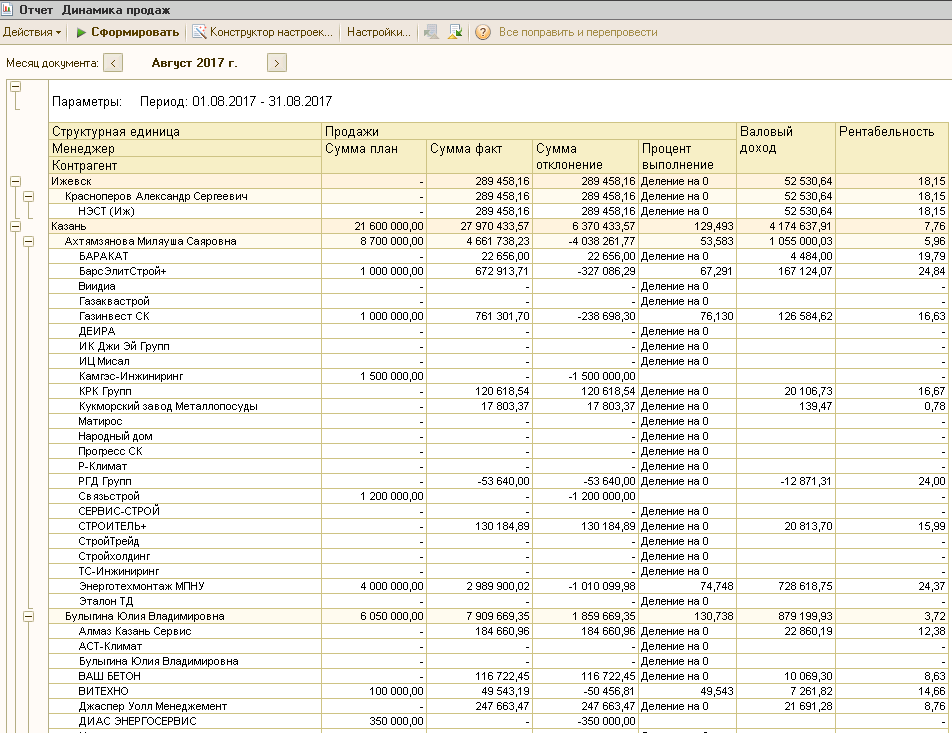 Отчет Динамика продаж
Действия Сформировать Конструктор настроек... Настройки... Все поправить и перепровести
Месяц документа: < Август 2017 г. >
Параметры: Период: 01.08.2017 - 31.08.2017
Структурная единица Продажи Валовый доход Рентабельность
Менеджер Сумма план Сумма факт Сумма отклонение Процент выполнение
Контрагент
Ижевск - 289 458,16 289 458,16 Деление на 0 52 530,64 18,15
Красноперов Александр Сергеевич - 289 458,16 289 458,16 Деление на 0 52 530,64 18,15
НЭСТ (Иж) - 289 458,16 289 458,16 Деление на 0 52 530,64 18,15
Казань 21 600 000,00 27 970 433,57 6 370 433,57 129,493 4 174 637,91 7,76
Ахтямзянова Миляуша Саяровна 8 700 000,00 4 661 738,23 -4 038 261,77 53,583 1 055 000,03 5,96
БАРАКАТ - 22 656,00 22 656,00 Деление на 0 4 484,00 19,79
БарсЭлитСтрой+ 1 000 000,00 672 913,71 -327 086,29 67,291 167 124,07 24,84
Виидиа - - - Деление на 0 -
Газаквастрой - - - Деление на 0 -
Газинвест СК 1 000 000,00 761 301,70 -238 698,30 76,130 126 584,62 16,63
ДЕИРА - - - Деление на 0 -
ИК Джи Эй Групп - - - Деление на 0 -
ИЦ Мисал - - - Деление на 0 -
Камгэс-Инжиниринг 1 500 000,00 - -1 500 000,00 -
КРК Групп - 120 618,54 120 618,54 Деление на 0 20 106,73 16,67
Кукморский завод Металлопосуды - 17 803,37 17 803,37 Деление на 0 139,47 0,78
Матирос - - - Деление на 0 -
Народный дом - - - Деление на 0 -
Прогресс СК - - - Деление на 0 -
Р-Климат - - - Деление на 0 -
РГД Групп - -53 640,00 -53 640,00 Деление на 0 -12 871,31 24,00
Связьстрой 1 200 000,00 - -1 200 000,00 -
СЕРВИС-СТРОЙ - - - Деление на 0 -
СТРОИТЕЛЬ+ - 130 184,89 130 184,89 Деление на 0 20 813,70 15,99
СтройТрейд - - - Деление на 0 -
Стройхолдинг - - - Деление на 0 -
ТС-Инжиниринг - - - Деление на 0 -
Энерготехмонтаж МПНУ 4 000 000,00 2 989 900,02 -1 010 099,98 74,748 728 618,75 24,37
Эталон ТД - - - Деление на 0 -
Булыгина Юлия Владимировна 6 050 000,00 7 909 669,35 1 859 669,35 130,738 879 199,93 3,72
Алмаз Казань Сервис - 184 660,96 184 660,96 Деление на 0 22 860,19 12,38
АСТ-Климат - - - Деление на 0 -
Булыгина Юлия Владимировна - - - Деление на 0 -
ВАШ БЕТОН - 116 722,45 116 722,45 Деление на 0 10 069,30 8,63
ВИТЕХНО 100 000,00 49 543,19 -50 456,81 49,543 7 261,82 14,66
Джаспер Уолл Менеджемент - 247 663,47 247 663,47 Деление на 0 21 691,28 8,76
ДИАС ЭНЕРГОСЕРВИС 350 000,00 - -350 000,00 -